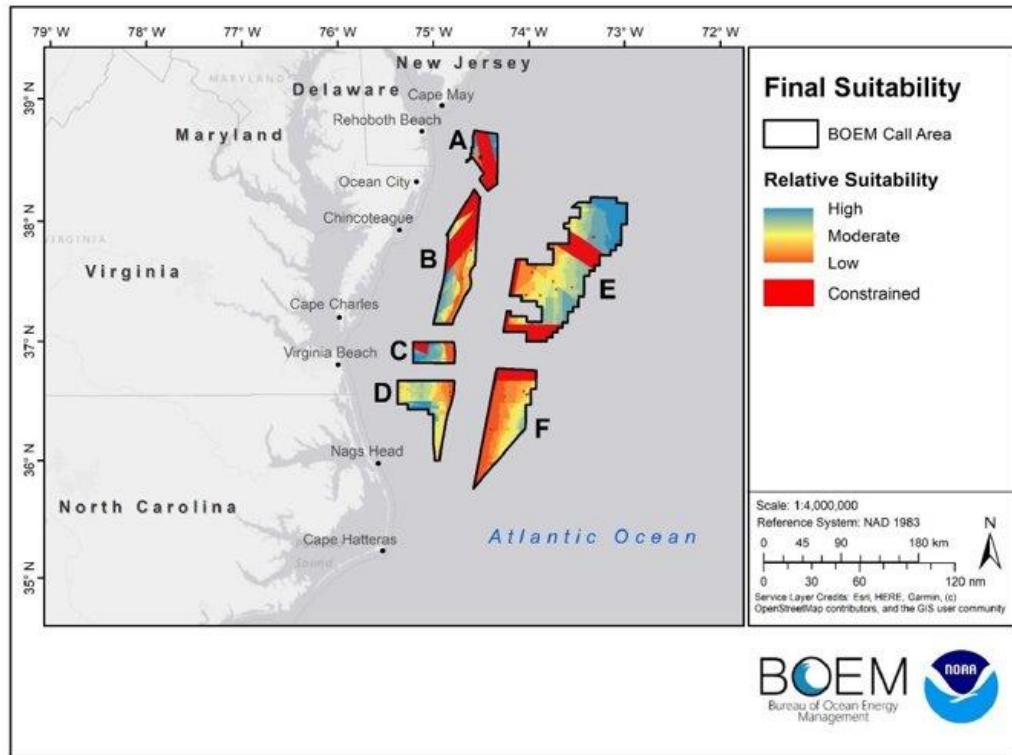 79° W 78° W 77° W 76° W 75° W 74° W 73° W 72° W
39° N
38° N
37° N
36° N
35° N
New Jersey
MARYLAND
Delaware
Cape May
Rehoboth Beach
Maryland
A
Ocean City
Chincoteague
VIRGINIA
B
Virginia
E
Cape Charles
Virginia Beach
C
D
F
Nags Head
North Carolina
Cape Hatteras
Sound
Atlantic Ocean
Final Suitability
BOEM Call Area
Relative Suitability
High
Moderate
Low
Constrained
Scale: 1:4,000,000
Reference System: NAD 1983
N
0 45 90 180 km
0 30 60 120 nm
Service Layer Credits: Esri, HERE, Garmin, (c)
OpenStreetMap contributors, and the GIS user community
BOEM
Bureau of Ocean Energy
Management
NOAA